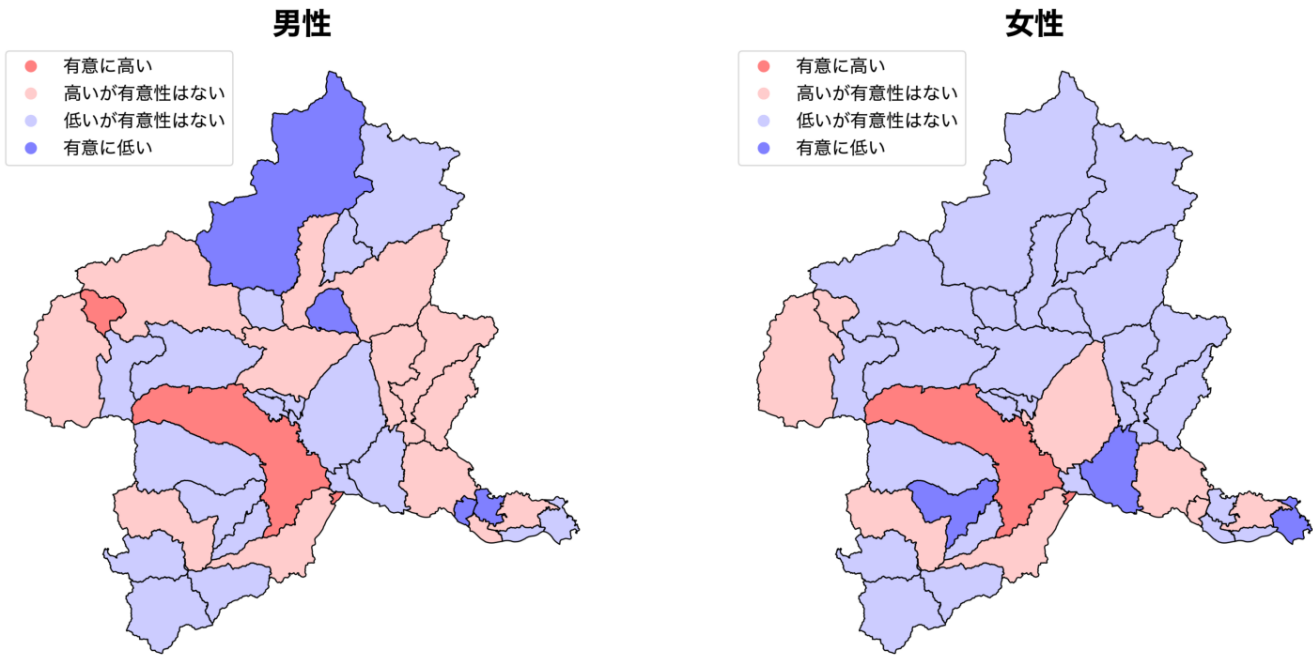 男性
有意に高い
高いが有意性はない
低いが有意性はない
有意に低い
女性
有意に高い
高いが有意性はない
低いが有意性はない
有意に低い